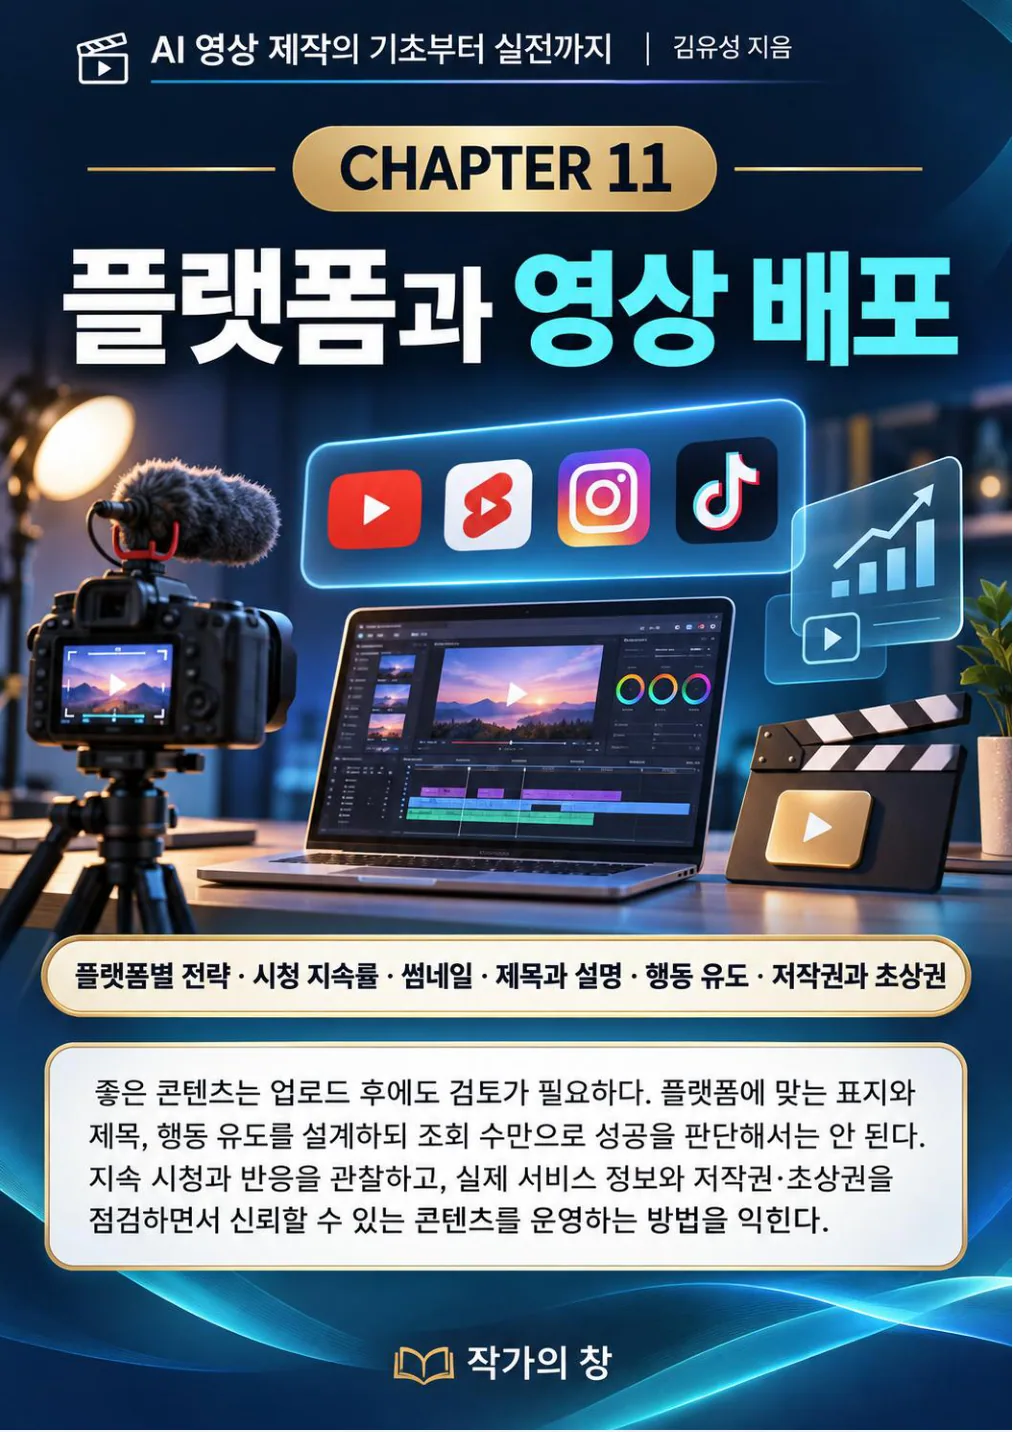 AI 영상 제작의 기초부터 실전까지 | 김유성 지음
CHAPTER 11
플랫폼과 영상 배포
플랫폼별 전략 · 시청 지속률 · 썸네일 · 제목과 설명 · 행동 유도 · 저작권과 초상권
좋은 콘텐츠는 업로드 후에도 검토가 필요하다. 플랫폼에 맞는 표지와
제목, 행동 유도를 설계하되 조회 수만으로 성공을 판단해서는 안 된다.
지속 시청과 반응을 관찰하고, 실제 서비스 정보와 저작권·초상권을
점검하면서 신뢰할 수 있는 콘텐츠를 운영하는 방법을 익힌다.
작가의 창